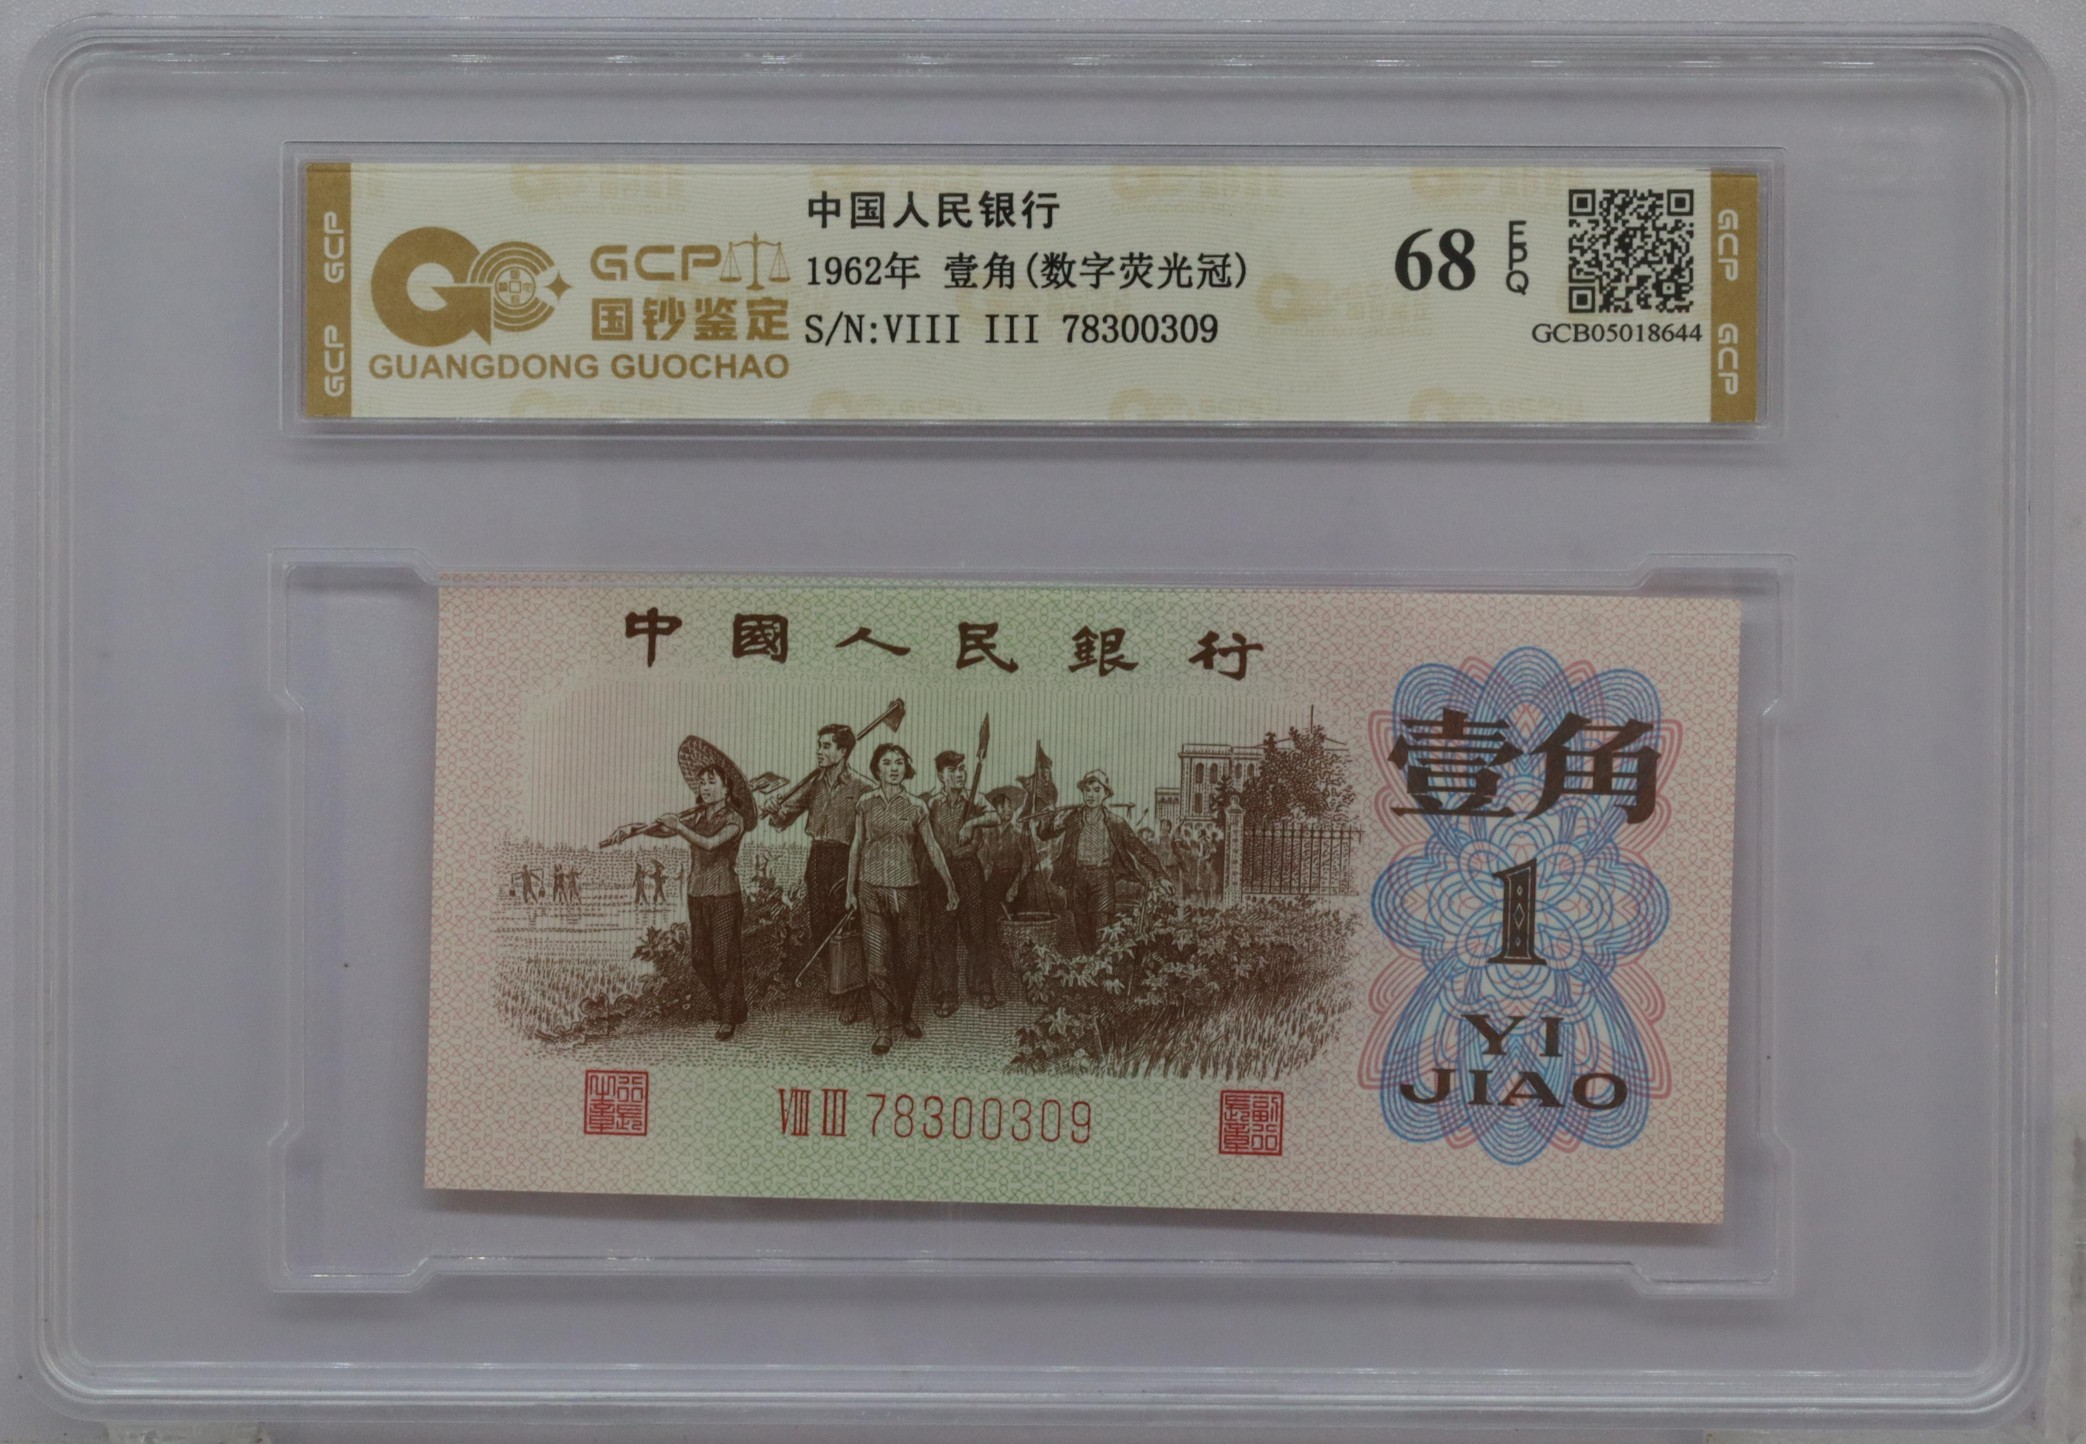 GCP GCP
GCP
国钞鉴定
GUANGDONG GUOCHAO
中国人民银行
1962年 壹角(数字荧光冠)
S/N:VIII III 78300309
68 EPQ
GCB05018644
GCP GCP
中國人民銀行
壹角
1
YI
JIAO
VIII III 78300309